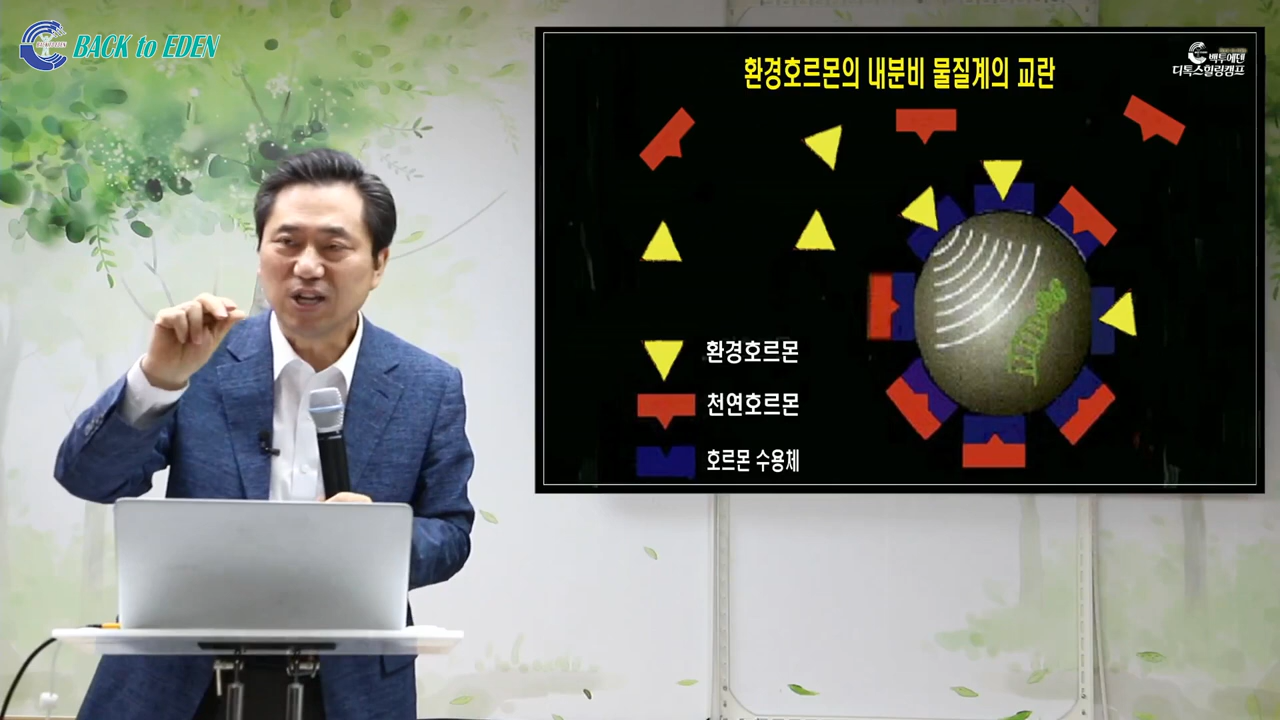 BACK to EDEN
환경호르몬의 내분비 물질계의 교란
백투에덴
디톡스힐링캠프
환경호르몬
천연호르몬
호르몬 수용체